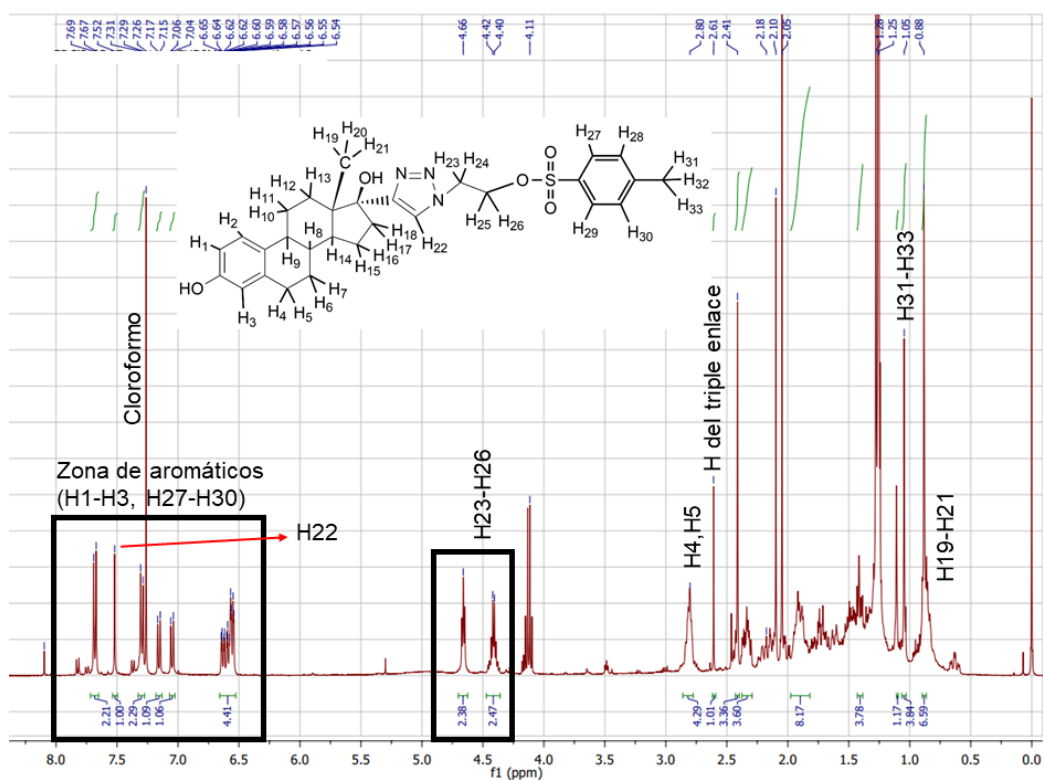 7.69 7.67 7.52 7.31 7.29 7.26 7.17 7.15 7.06 7.04 6.65 6.64 6.62 6.62 6.60 6.59 6.58 6.57 6.56 6.55 6.54 4.66 4.42 4.40 4.11 2.80 2.61 2.41 2.18 2.10 2.05 1.28 1.25 1.05 0.88
H19 H20 H21
C
H12 H13 OH N N N H23 H24 O S O O H27 H28
H11 H10 H31 H32 H33
H2 H8 H18 H22 H25 H26 H29 H30
H1 H9 H14 H17 H16 H15
HO H3 H4 H5 H6 H7
Cloroformo
Zona de aromáticos
(H1-H3, H27-H30)
H22
H23-H26
H4,H5
H del triple enlace
H31-H33
H19-H21
2.21 1.00 2.29 1.09 1.06 4.41 2.38 2.47 4.29 1.01 3.36 3.60 8.17 3.78 1.17 3.84 6.59
8.0 7.5 7.0 6.5 6.0 5.5 5.0 4.5 4.0 3.5 3.0 2.5 2.0 1.5 1.0 0.5 0.0
f1 (ppm)